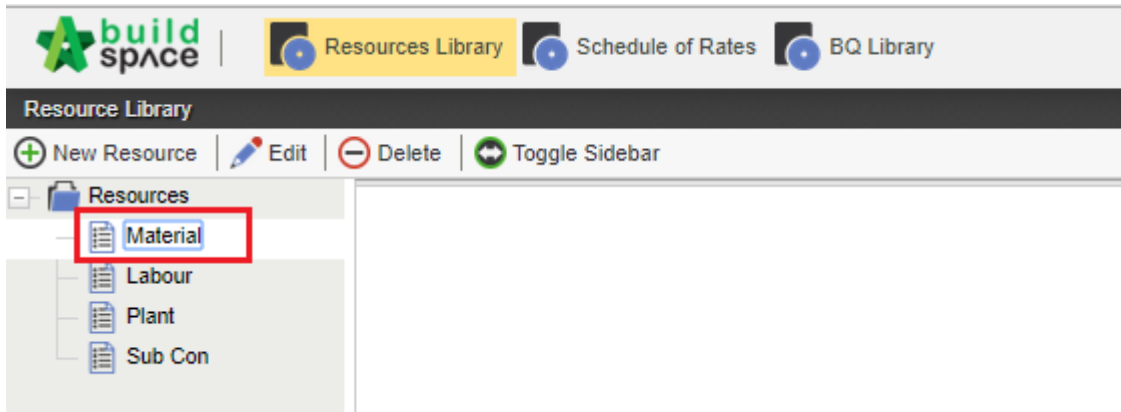 build
space
Resources Library Schedule of Rates BQ Library
Resource Library
New Resource Edit Delete Toggle Sidebar
Resources
Material
Labour
Plant
Sub Con